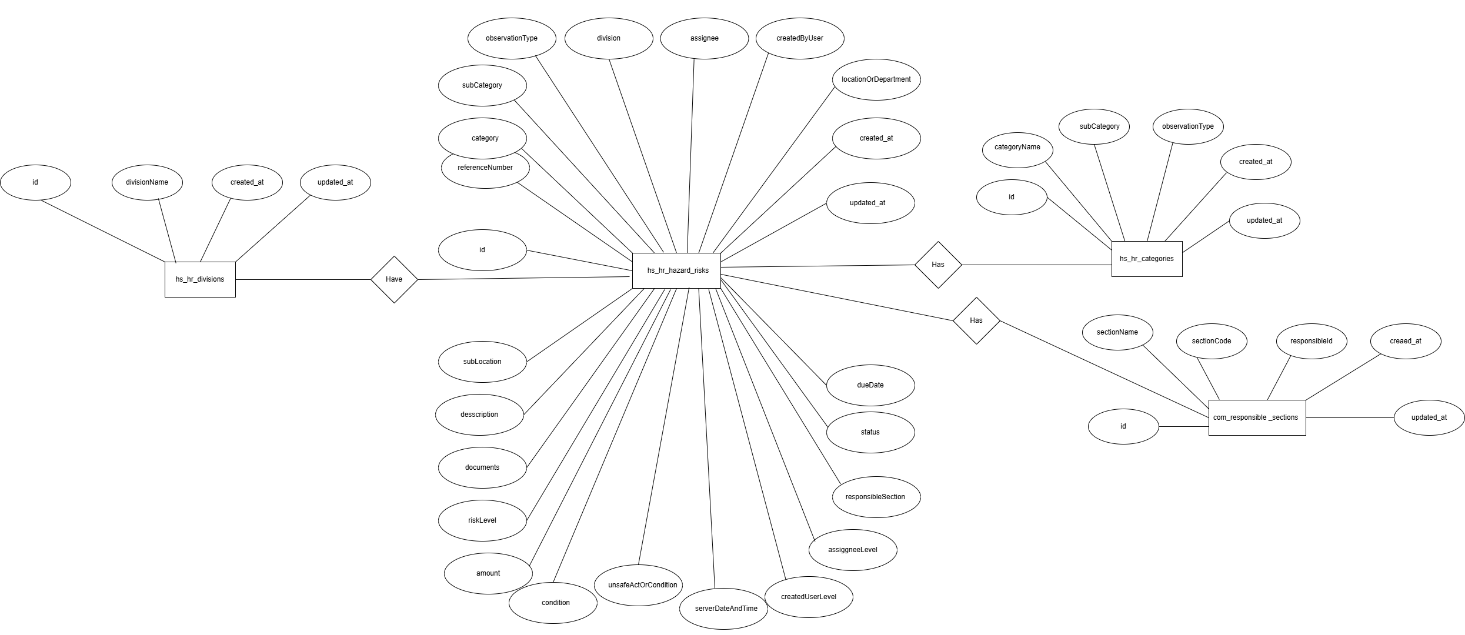 observationType
division
assignee
createdByUser
locationOrDepartment
subCategory
category
referenceNumber
created_at
updated_at
id
hs_hr_hazard_risks
id
divisionName
created_at
updated_at
hs_hr_divisions
Have
categoryName
subCategory
observationType
created_at
id
updated_at
Has
hs_hr_categories
Has
sectionName
sectionCode
responsibleId
creaed_at
com_responsible _sections
id
updated_at
subLocation
desscription
documents
riskLevel
amount
condition
unsafeActOrCondition
serverDateAndTime
createdUserLevel
assiggneeLevel
responsibleSection
status
dueDate